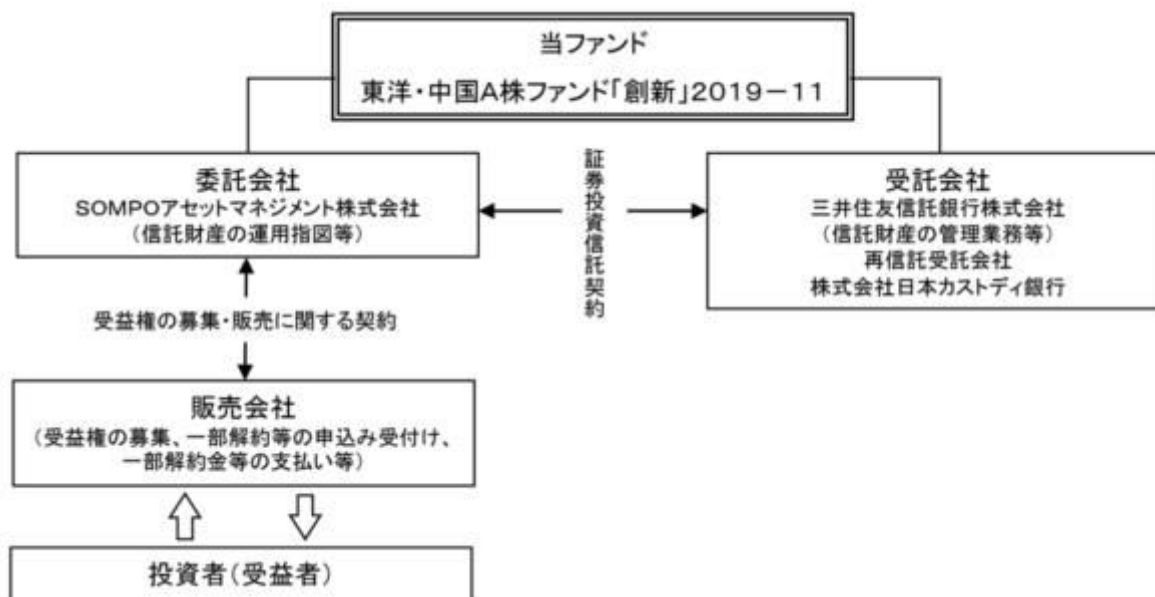 当ファンド
東洋・中国A株ファンド「創新」2019-11
委託会社
SOMPOアセットマネジメント株式会社
(信託財産の運用指図等)
証券投資信託契約
受託会社
三井住友信託銀行株式会社
(信託財産の管理業務等)
再信託受託会社
株式会社日本カストディ銀行
受益権の募集・販売に関する契約
販売会社
(受益権の募集、一部解約等の申込み受付け、
一部解約金等の支払い等)
投資者(受益者)